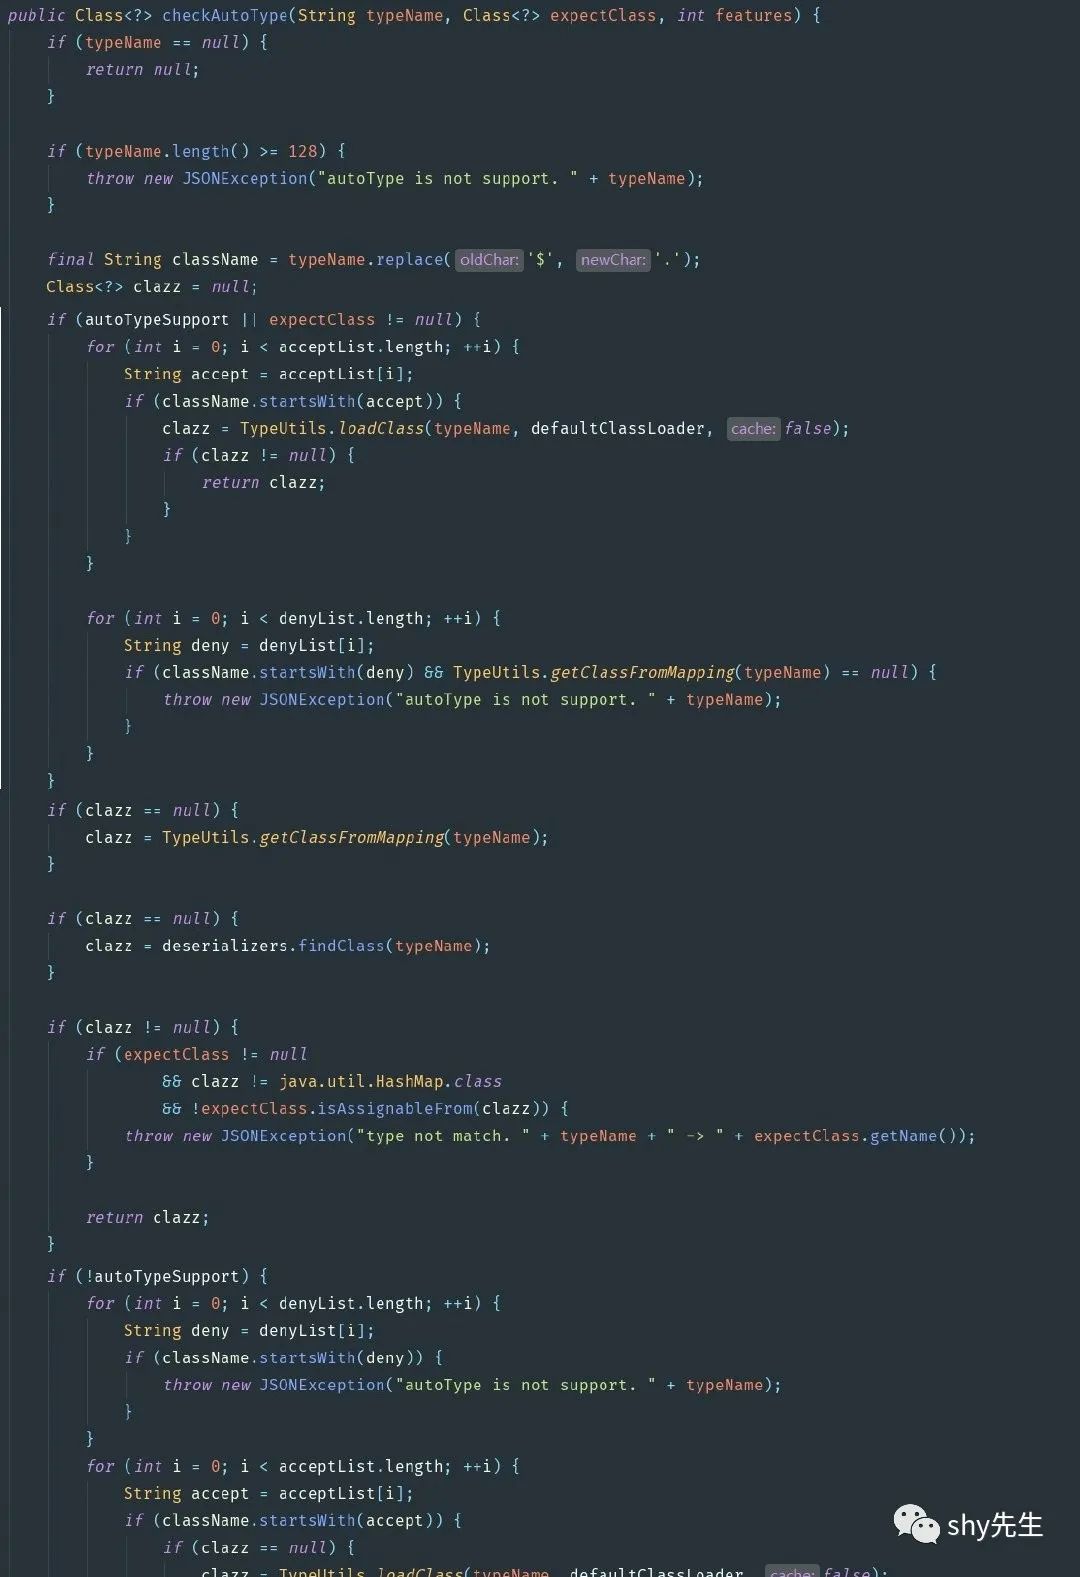 public Class<?> checkAutoType(String typeName, Class<?> expectClass, int features) {
    if (typeName == null) {
        return null;
    }

    if (typeName.length() >= 128) {
        throw new JSONException("autoType is not support. " + typeName);
    }

    final String className = typeName.replace( oldChar: '$', newChar: '.');
    Class<?> clazz = null;
    if (autoTypeSupport || expectClass != null) {
        for (int i = 0; i < acceptList.length; ++i) {
            String accept = acceptList[i];
            if (className.startsWith(accept)) {
                clazz = TypeUtils.loadClass(typeName, defaultClassLoader, cache: false);
                if (clazz != null) {
                    return clazz;
                }
            }
        }

        for (int i = 0; i < denyList.length; ++i) {
            String deny = denyList[i];
            if (className.startsWith(deny) && TypeUtils.getClassFromMapping(typeName) == null) {
                throw new JSONException("autoType is not support. " + typeName);
            }
        }
    }
    if (clazz == null) {
        clazz = TypeUtils.getClassFromMapping(typeName);
    }

    if (clazz == null) {
        clazz = deserializers.findClass(typeName);
    }

    if (clazz != null) {
        if (expectClass != null
                && clazz != java.util.HashMap.class
                && !expectClass.isAssignableFrom(clazz)) {
            throw new JSONException("type not match. " + typeName + " -> " + expectClass.getName());
        }

        return clazz;
    }
    if (!autoTypeSupport) {
        for (int i = 0; i < denyList.length; ++i) {
            String deny = denyList[i];
            if (className.startsWith(deny)) {
                throw new JSONException("autoType is not support. " + typeName);
            }
        }
        for (int i = 0; i < acceptList.length; ++i) {
            String accept = acceptList[i];
            if (className.startsWith(accept)) {
                if (clazz == null) {
                    clazz = TypeUtils.loadClass(typeName, defaultClassLoader, cache: false);
shy先生